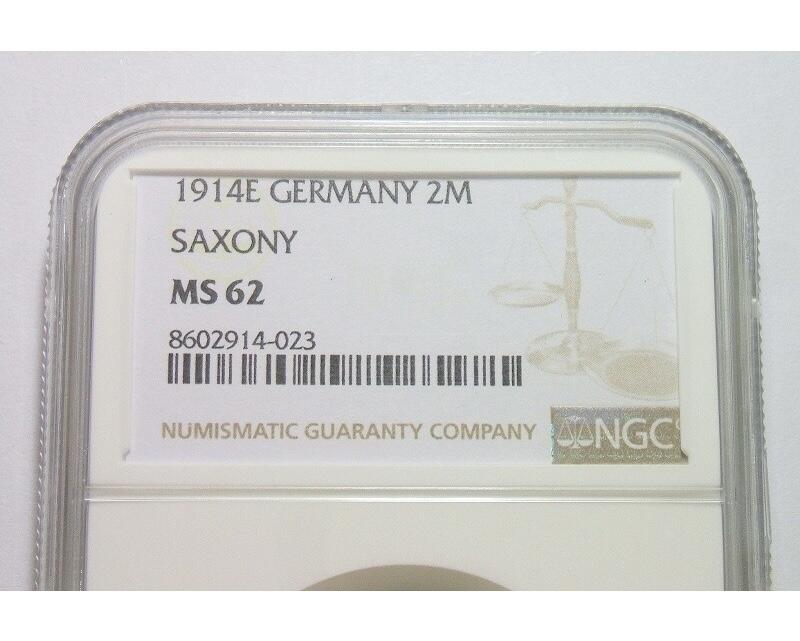 1914E GERMANY 2M
SAXONY
MS 62
8602914-023
NUMISMATIC GUARANTY COMPANY
NGC